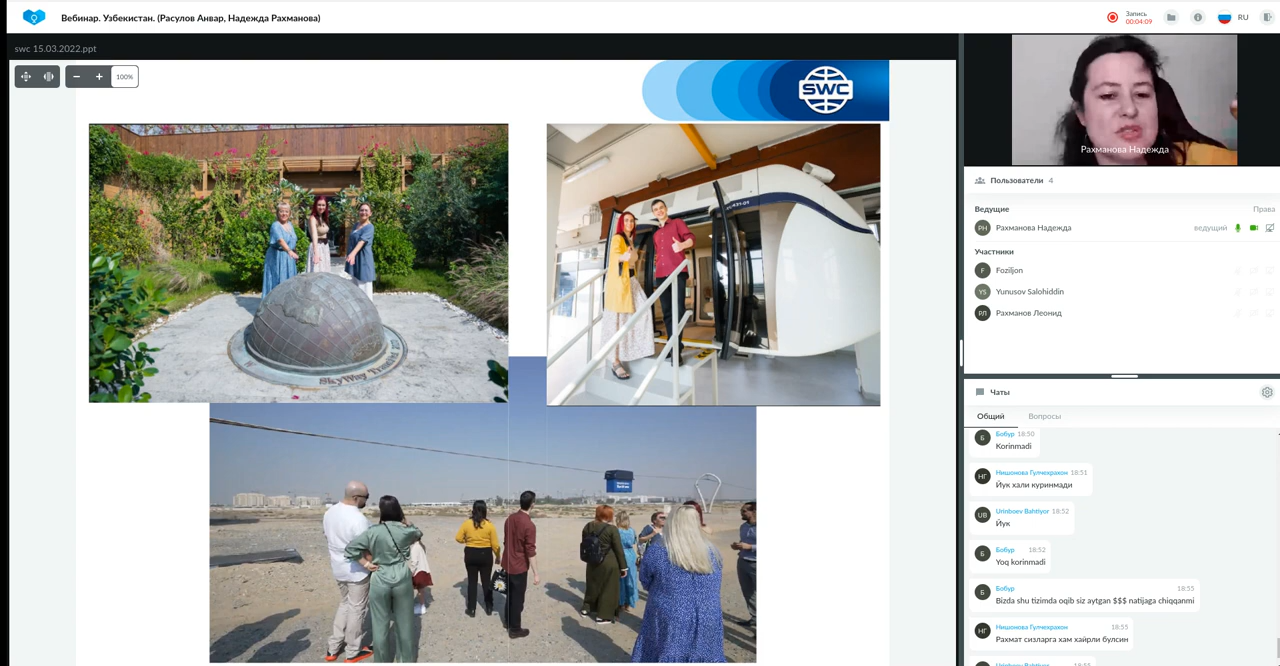 Вебинар. Узбекистан. (Расулов Анвар, Надежда Рахманова)
Запись
00:04:09
RU
swc 15.03.2022.ppt
100%
SWC
Рахманова Надежда
Пользователи 4
Ведущие
Права
РН
Рахманова Надежда
ведущий
Участники
F
Foziljon
YS
Yunusov Salohiddin
РЛ
Рахманов Леонид
Чаты
Общий
Вопросы
Б
Бобур 18:50
Korinmadi
НГ
Нишонова Гулчехрахон 18:51
Йук хали куринмади
UB
Urinboev Bahtiyor 18:52
Йук
Б
Бобур 18:52
Yoq korinmadi
Б
Бобур 18:55
Bizda shu tizimda oqib siz aytgan $$$ natijaga chiqqanmi
НГ
Нишонова Гулчехрахон 18:55
Рахмат сизларга хам хайрли булсин
Urinboev Bahtiyor 18:55